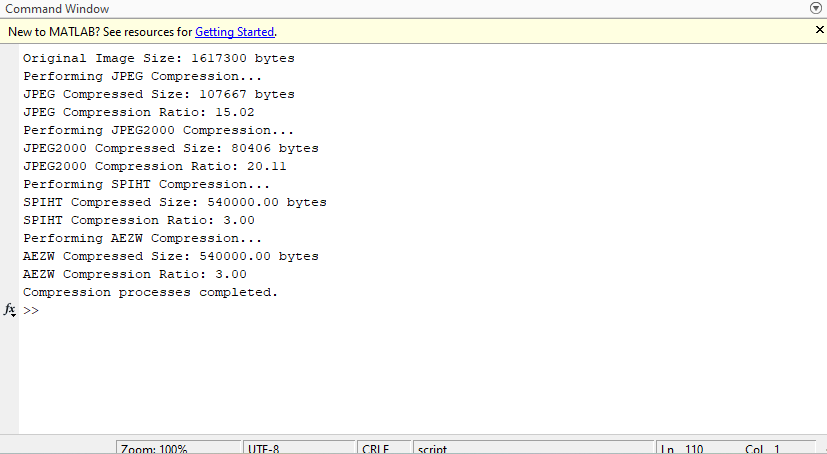 Command Window
New to MATLAB? See resources for Getting Started.
Original Image Size: 1617300 bytes
Performing JPEG Compression...
JPEG Compressed Size: 107667 bytes
JPEG Compression Ratio: 15.02
Performing JPEG2000 Compression...
JPEG2000 Compressed Size: 80406 bytes
JPEG2000 Compression Ratio: 20.11
Performing SPIHT Compression...
SPIHT Compressed Size: 540000.00 bytes
SPIHT Compression Ratio: 3.00
Performing AEZW Compression...
AEZW Compressed Size: 540000.00 bytes
AEZW Compression Ratio: 3.00
Compression processes completed.
fx >>
Zoom: 100% UTF-8 CRLF script Ln 110 Col 1